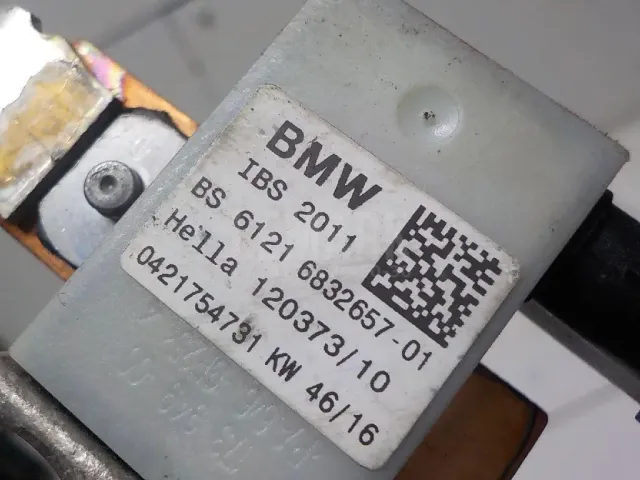 BMW
IBS 2011
BS 6121 6832657-01
Hella 120373/10
0421754731 KW 46/16